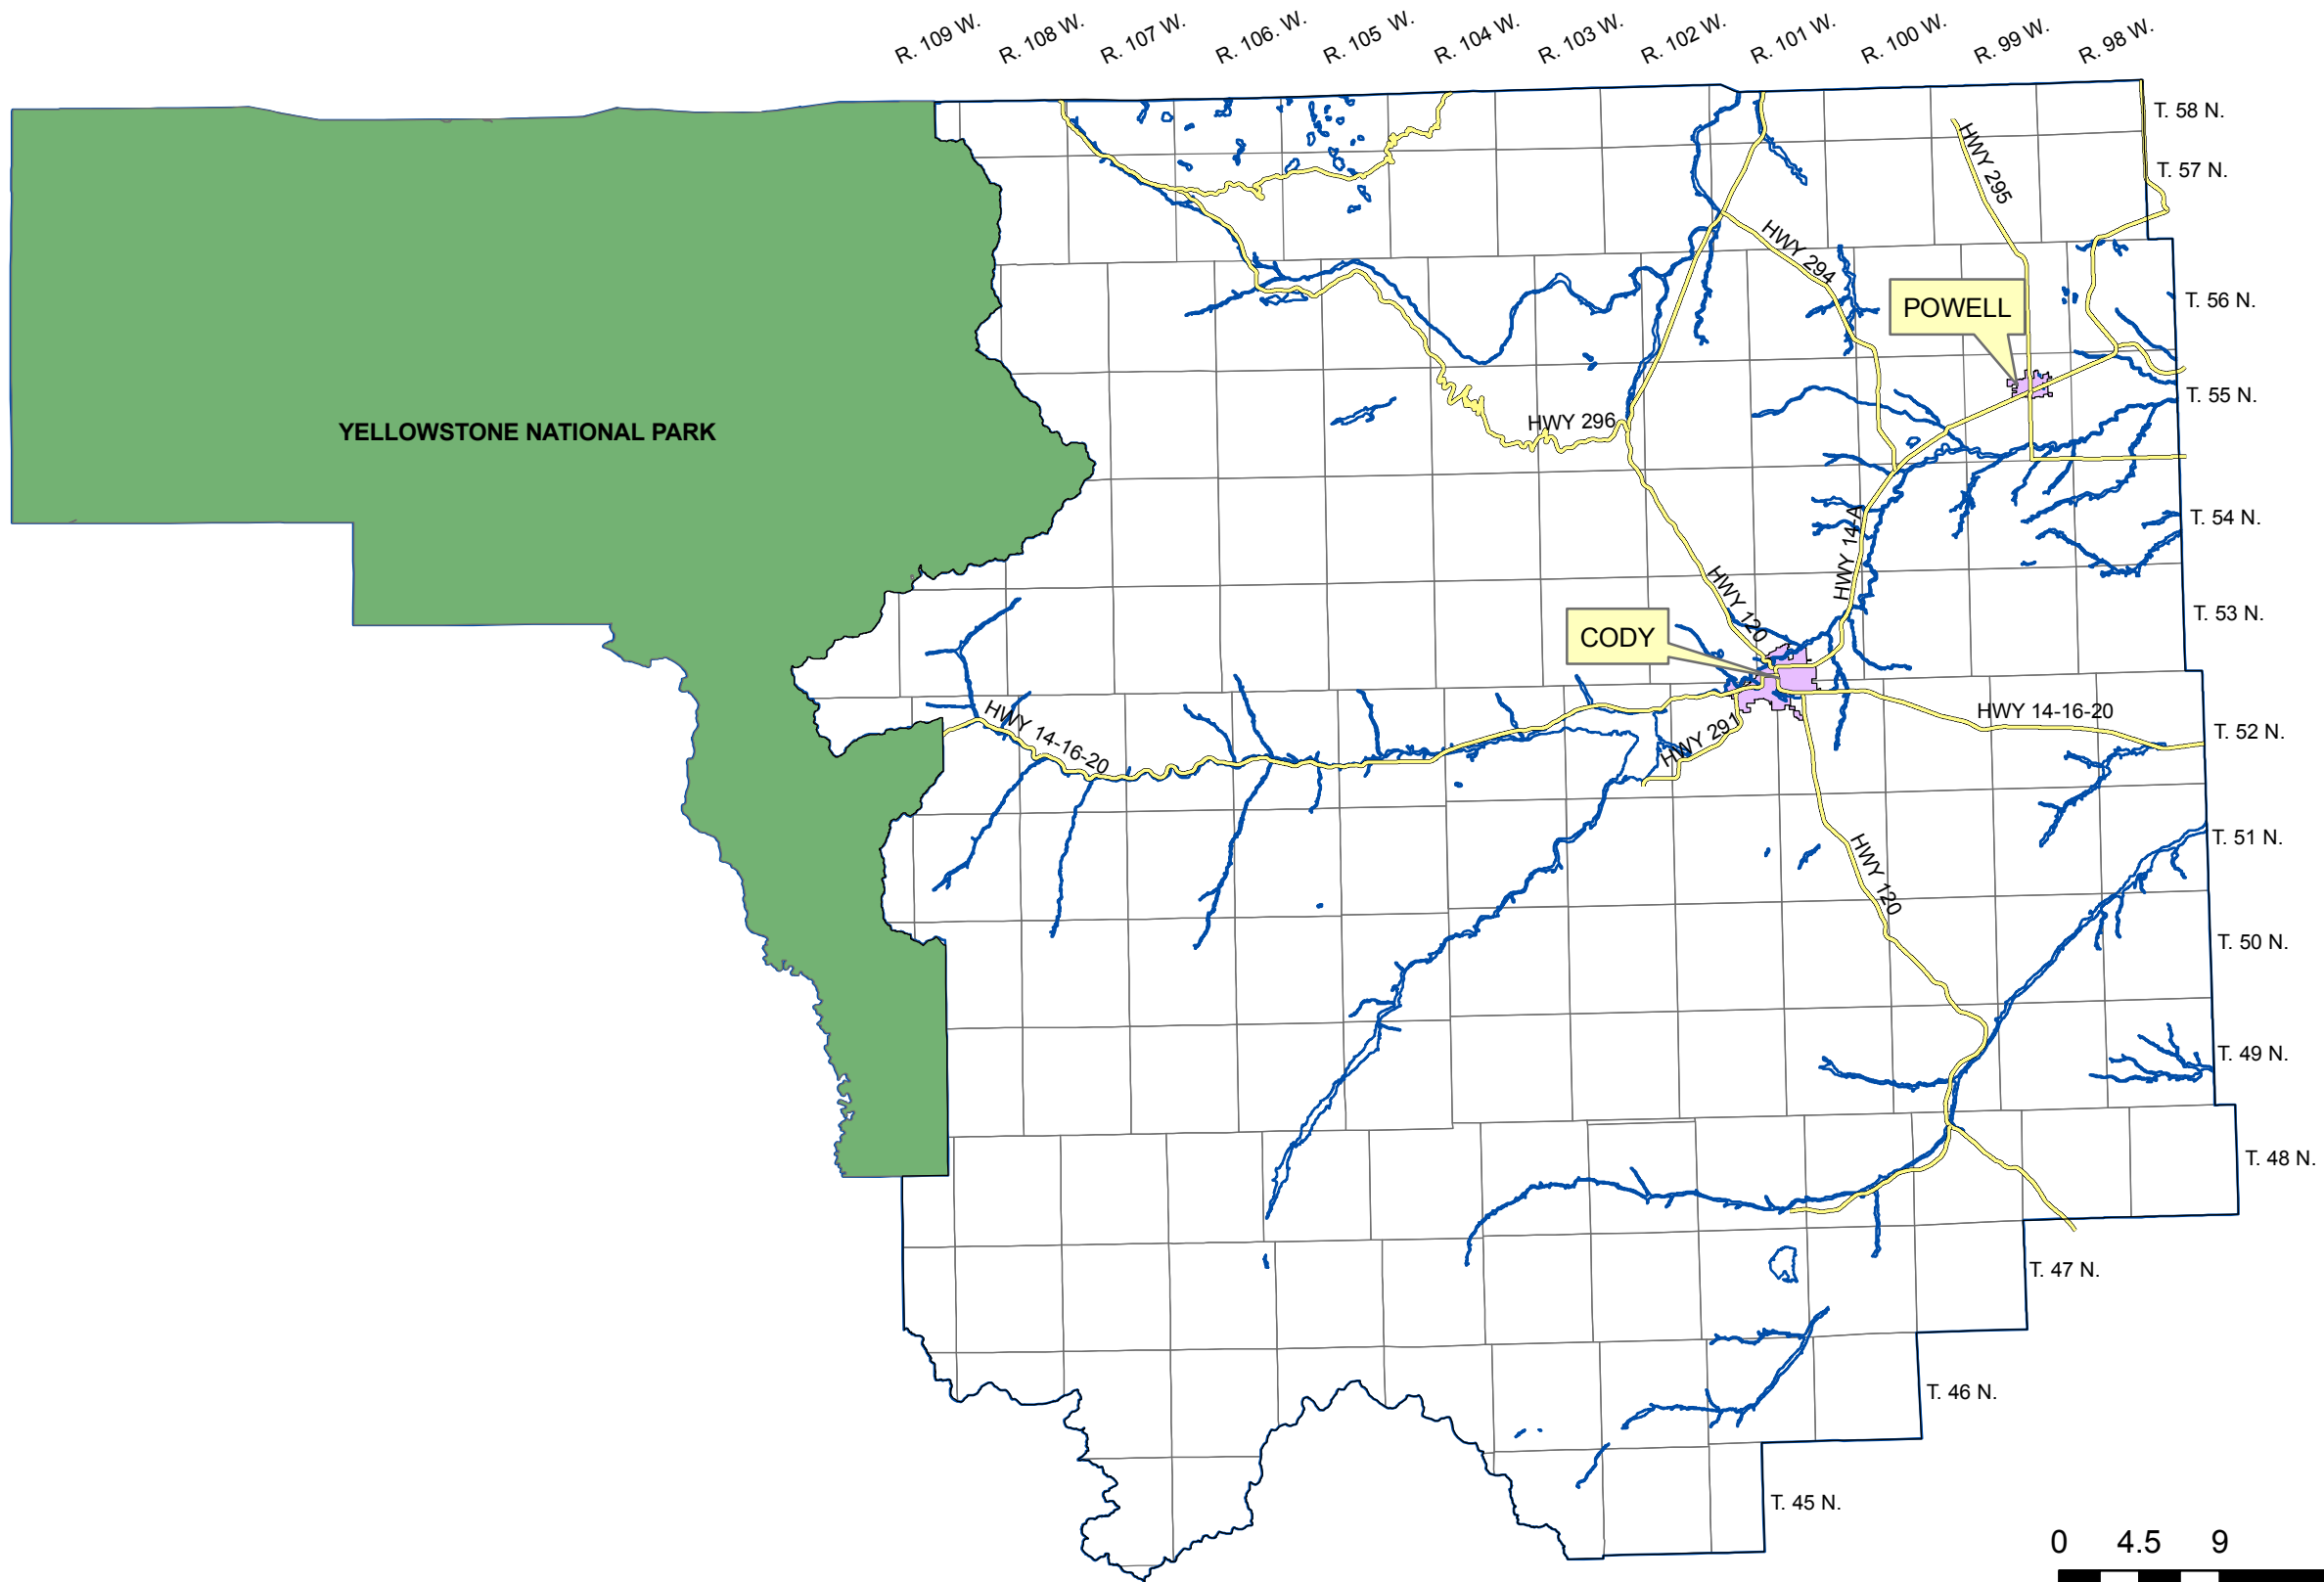 R. 109 W.
R. 108 W.
R. 107 W.
R. 106. W.
R. 105 W.
R. 104 W.
R. 103 W.
R. 102 W.
R. 101 W.
R. 100 W.
R. 99 W.
R. 98 W.
T. 58 N.
HWY 295
T. 57 N.
HWY 294
POWELL
T. 56 N.
T. 55 N.
HWY 296
YELLOWSTONE NATIONAL PARK
T. 54 N.
HWY 14-A
HWY 120
T. 53 N.
CODY
HWY 14-16-20
HWY 291
HWY 14-16-20
T. 52 N.
T. 51 N.
HWY 120
T. 50 N.
T. 49 N.
T. 48 N.
T. 47 N.
T. 46 N.
T. 45 N.
0 4.5 9